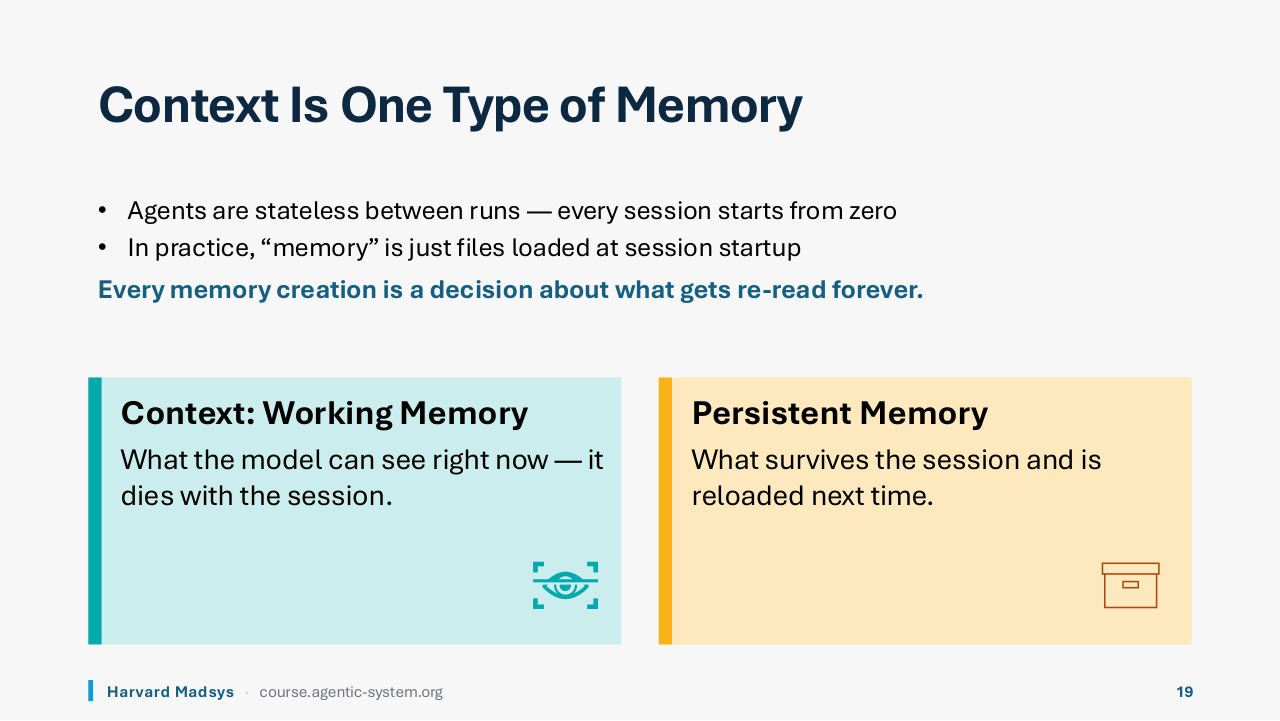 Context Is One Type of Memory
• Agents are stateless between runs — every session starts from zero
• In practice, “memory” is just files loaded at session startup
Every memory creation is a decision about what gets re-read forever.
Context: Working Memory
What the model can see right now — it
dies with the session.
Persistent Memory
What survives the session and is
reloaded next time.
Harvard Madsys · course.agentic-system.org
19